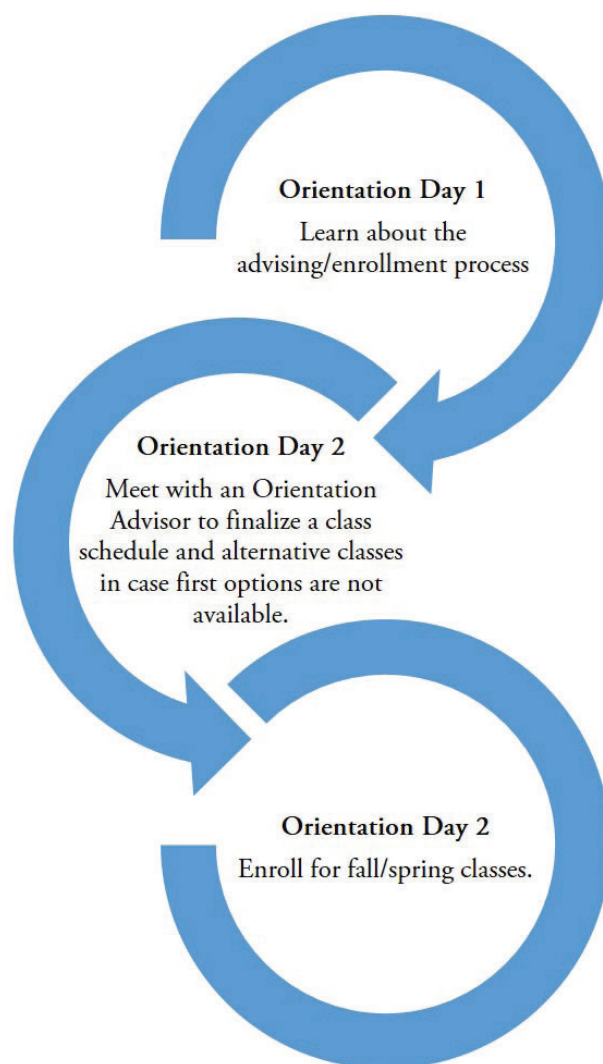 Orientation Day 1
Learn about the
advising/enrollment process
Orientation Day 2
Meet with an Orientation
Advisor to finalize a class
schedule and alternative classes
in case first options are not
available.
Orientation Day 2
Enroll for fall/spring classes.